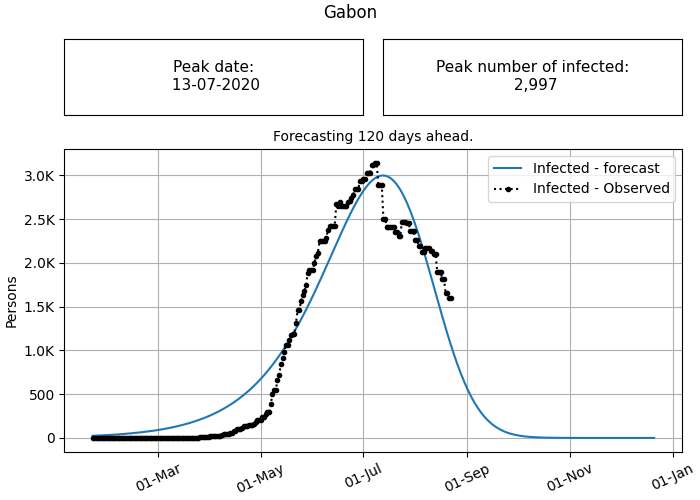 Gabon
Peak date:
13-07-2020
Peak number of infected:
2,997
Forecasting 120 days ahead.
Infected - forecast
Infected - Observed
Persons
3.0K
2.5K
2.0K
1.5K
1.0K
500
0
01-Mar
01-May
01-Jul
01-Sep
01-Nov
01-Jan